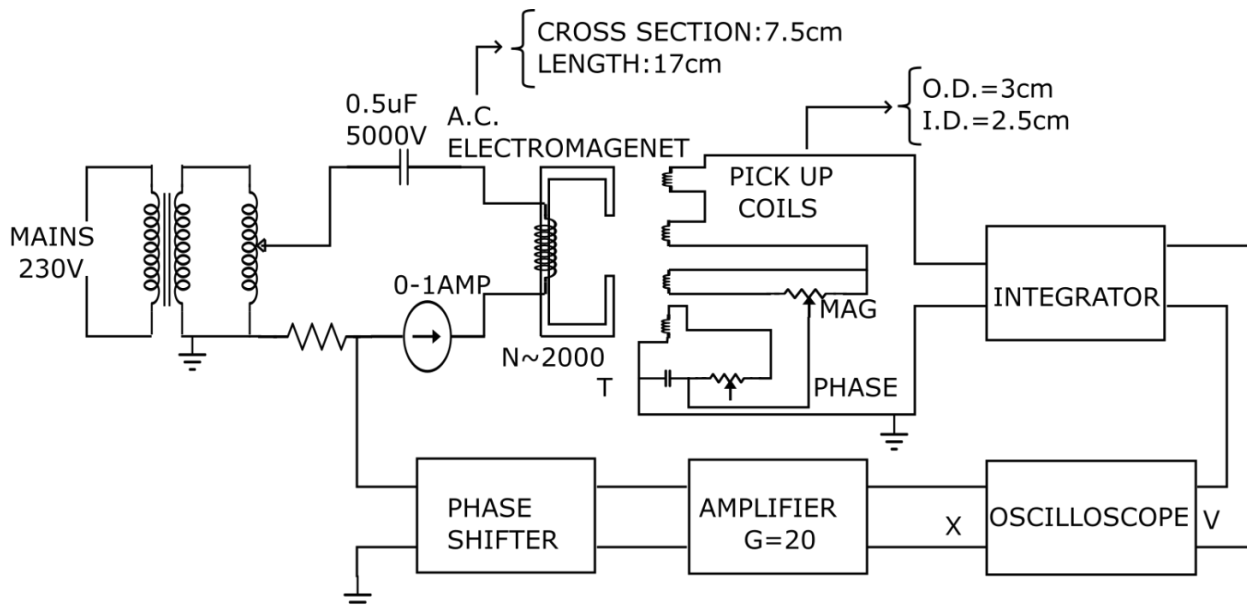 CROSS SECTION:7.5cm
LENGTH:17cm
O.D.=3cm
I.D.=2.5cm
0.5uF
5000V
A.C.
ELECTROMAGENET
PICK UP
COILS
MAINS
230V
0-1AMP
INTEGRATOR
MAG
N~2000
T
PHASE
PHASE
SHIFTER
AMPLIFIER
G=20
X
OSCILLOSCOPE
V